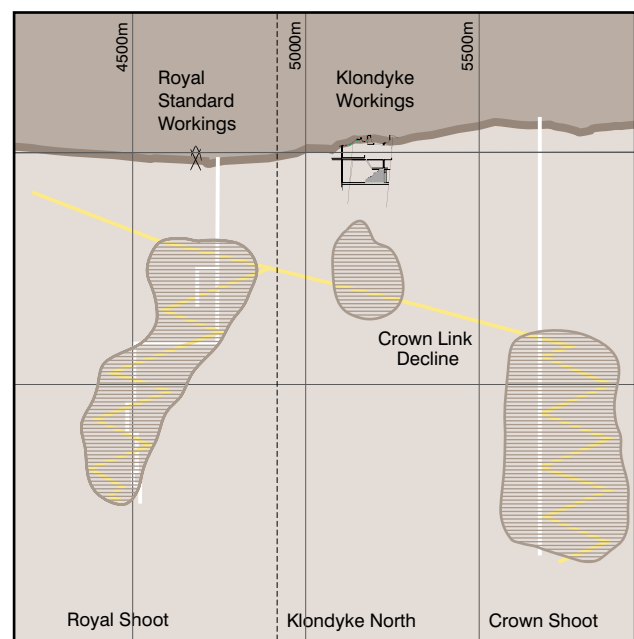 4500m
5000m
5500m
Royal
Standard
Workings
Klondyke
Workings
Crown Link
Decline
Royal Shoot
Klondyke North
Crown Shoot